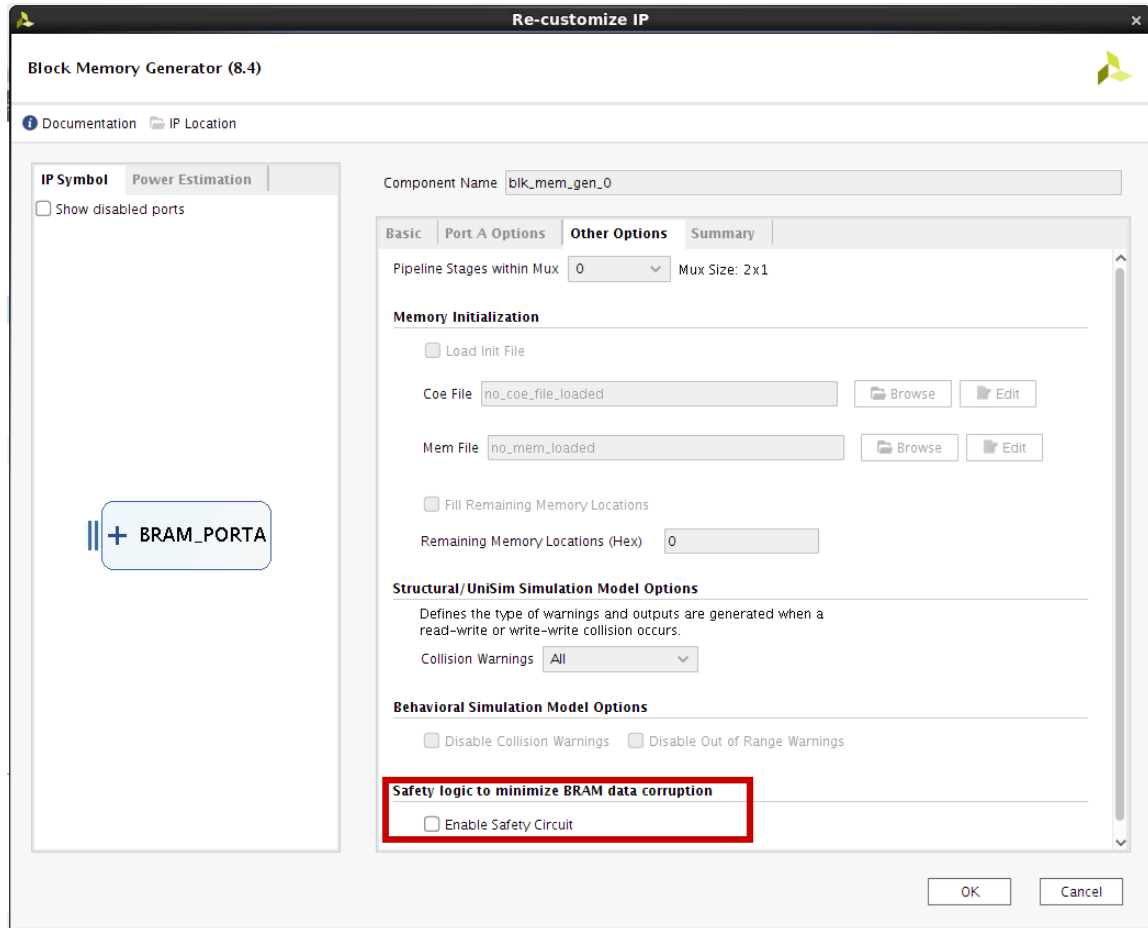 Re-customize IP
Block Memory Generator (8.4)
Documentation IP Location
IP Symbol Power Estimation
Show disabled ports
BRAM_PORTA
Component Name blk_mem_gen_0
Basic Port A Options Other Options Summary
Pipeline Stages within Mux 0 Mux Size: 2x1
Memory Initialization
Load Init File
Coe File no_coe_file_loaded Browse Edit
Mem File no_mem_loaded Browse Edit
Fill Remaining Memory Locations
Remaining Memory Locations (Hex) 0
Structural/UniSim Simulation Model Options
Defines the type of warnings and outputs are generated when a
read-write or write-write collision occurs.
Collision Warnings All
Behavioral Simulation Model Options
Disable Collision Warnings Disable Out of Range Warnings
Safety logic to minimize BRAM data corruption
Enable Safety Circuit
OK Cancel